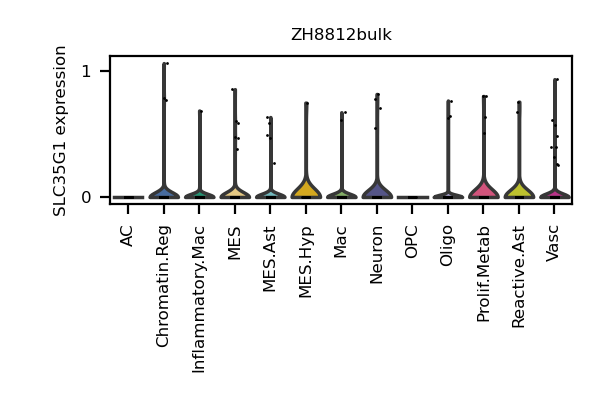 ZH8812bulk
SLC35G1 expression
1
0
AC
Chromatin.Reg
Inflammatory.Mac
MES
MES.Ast
MES.Hyp
Mac
Neuron
OPC
Oligo
Prolif.Metab
Reactive.Ast
Vasc